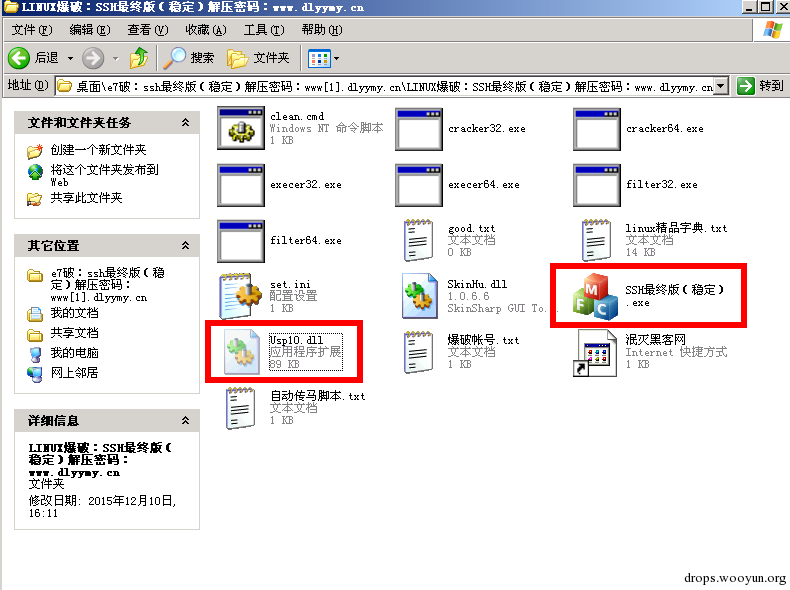 LINUX爆破：SSH最终版（稳定）解压密码：www.dlyymy.cn
文件(F) 编辑(E) 查看(V) 收藏(A) 工具(T) 帮助(H)
后退 搜索 文件夹
地址(D) 桌面\e7破：ssh最终版（稳定）解压密码：www[1].dlyymy.cn\LINUX爆破：SSH最终版（稳定）解压密码：www.dlyymy.cn 转到
文件和文件夹任务
创建一个新文件夹
将这个文件夹发布到
Web
共享此文件夹
其它位置
e7破：ssh最终版（稳
定）解压密码：
www[1].dlyymy.cn
我的文档
共享文档
我的电脑
网上邻居
详细信息
LINUX爆破：SSH最终版（
稳定）解压密码：
www.dlyymy.cn
文件夹
修改日期: 2015年12月10日,
16:11
clean.cmd
Windows NT 命令脚本
1 KB
cracker32.exe
cracker64.exe
execer32.exe
execer64.exe
filter32.exe
filter64.exe
good.txt
文本文档
0 KB
linux精品字典.txt
文本文档
14 KB
set.ini
配置设置
1 KB
SkinHu.dll
1.0.6.6
SkinSharp GUI To...
SSH最终版（稳定）
.exe
Usp10.dll
应用程序扩展
89 KB
爆破帐号.txt
文本文档
1 KB
泯灭黑客网
Internet 快捷方式
1 KB
自动传马脚本.txt
文本文档
1 KB
MFC
drops.wooyun.org